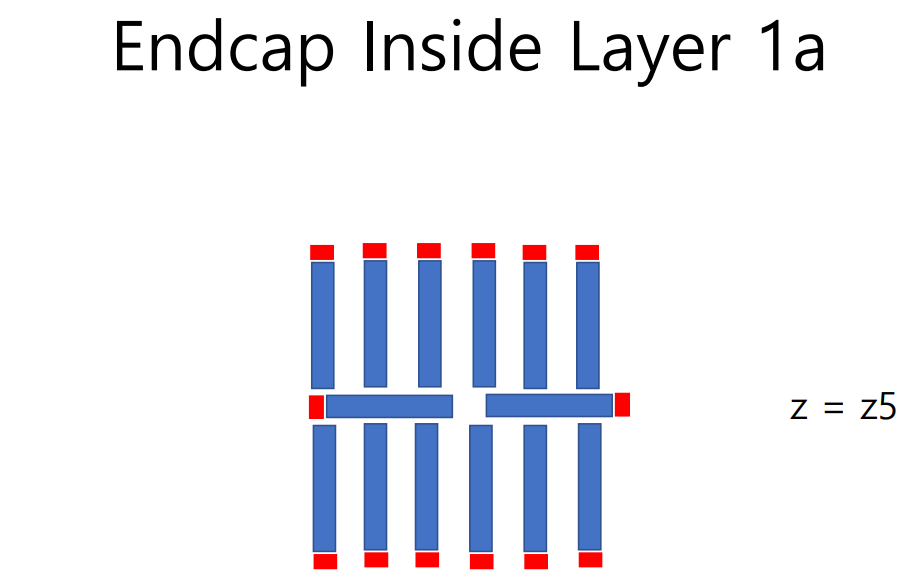 Endcap Inside Layer 1a
z = z5